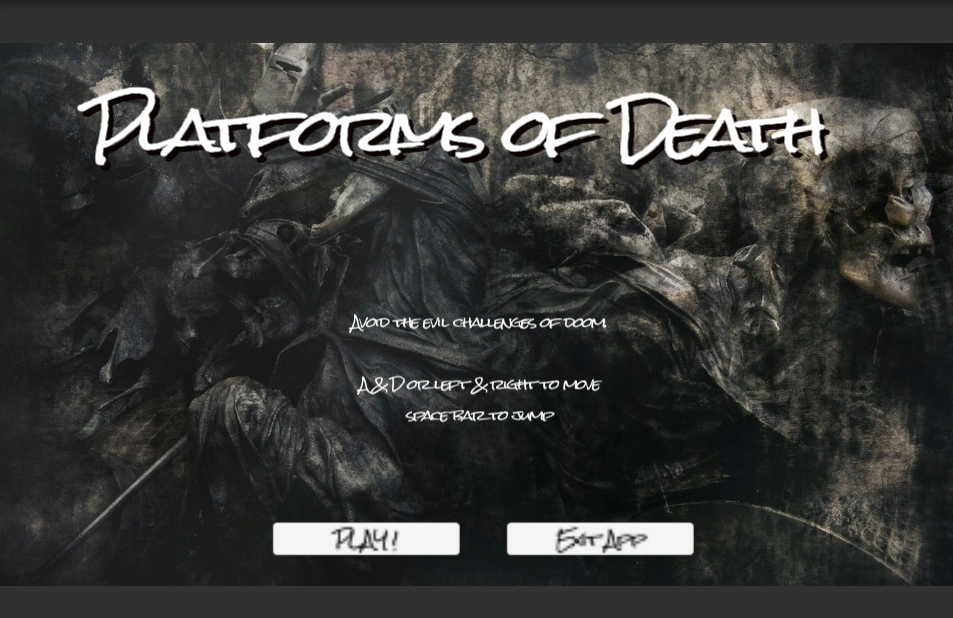 Platforms of Death
Avoid the evil challenges of doom
A & D or left & right to move
space bar to jump
PLAY!
Exit App